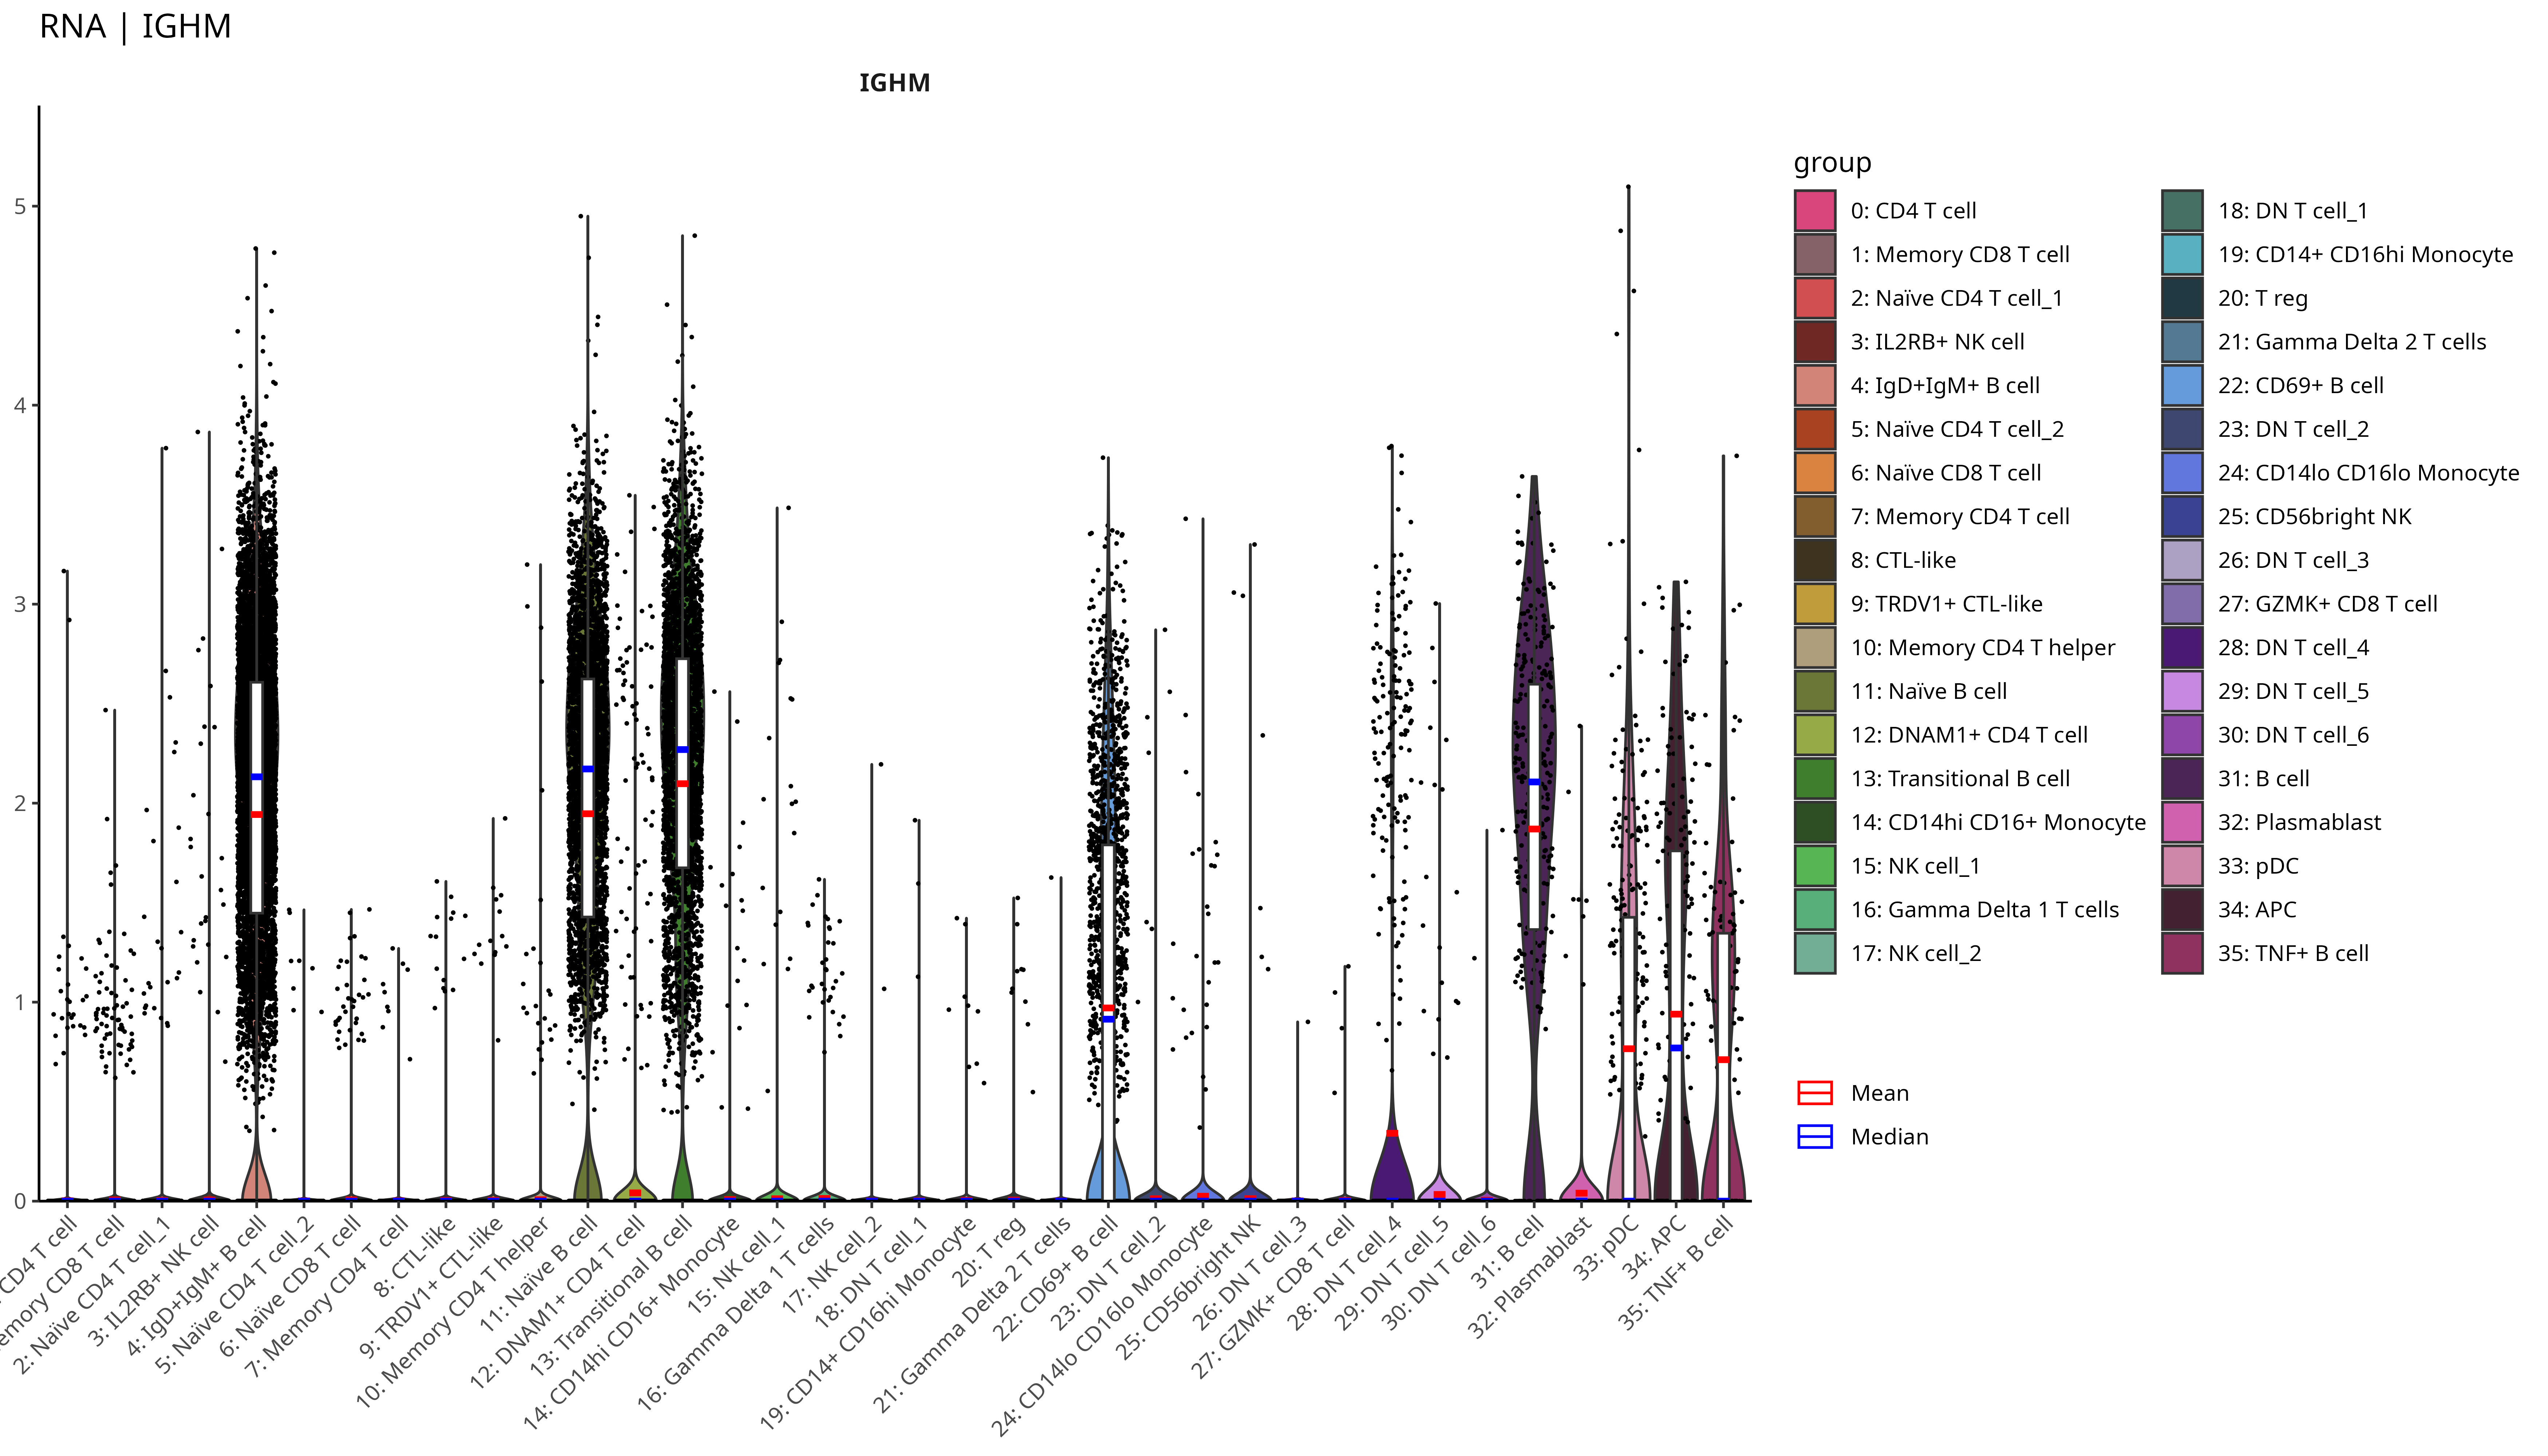 RNA | IGHM
IGHM
5
4
3
2
1
0
CD4 T cell
Memory CD8 T cell
2: Naïve CD4 T cell_1
3: IL2RB+ NK cell
4: IgD+IgM+ B cell
5: Naïve CD4 T cell_2
6: Naïve CD8 T cell
7: Memory CD4 T cell
8: CTL-like
9: TRDV1+ CTL-like
10: Memory CD4 T helper
11: Naïve B cell
12: DNAM1+ CD4 T cell
13: Transitional B cell
14: CD14hi CD16+ Monocyte
15: NK cell_1
16: Gamma Delta 1 T cells
17: NK cell_2
18: DN T cell_1
19: CD14+ CD16hi Monocyte
20: T reg
21: Gamma Delta 2 T cells
22: CD69+ B cell
23: DN T cell_2
24: CD14lo CD16lo Monocyte
25: CD56bright NK
26: DN T cell_3
27: GZMK+ CD8 T cell
28: DN T cell_4
29: DN T cell_5
30: DN T cell_6
31: B cell
32: Plasmablast
33: pDC
34: APC
35: TNF+ B cell
group
0: CD4 T cell
1: Memory CD8 T cell
2: Naïve CD4 T cell_1
3: IL2RB+ NK cell
4: IgD+IgM+ B cell
5: Naïve CD4 T cell_2
6: Naïve CD8 T cell
7: Memory CD4 T cell
8: CTL-like
9: TRDV1+ CTL-like
10: Memory CD4 T helper
11: Naïve B cell
12: DNAM1+ CD4 T cell
13: Transitional B cell
14: CD14hi CD16+ Monocyte
15: NK cell_1
16: Gamma Delta 1 T cells
17: NK cell_2
18: DN T cell_1
19: CD14+ CD16hi Monocyte
20: T reg
21: Gamma Delta 2 T cells
22: CD69+ B cell
23: DN T cell_2
24: CD14lo CD16lo Monocyte
25: CD56bright NK
26: DN T cell_3
27: GZMK+ CD8 T cell
28: DN T cell_4
29: DN T cell_5
30: DN T cell_6
31: B cell
32: Plasmablast
33: pDC
34: APC
35: TNF+ B cell
Mean
Median